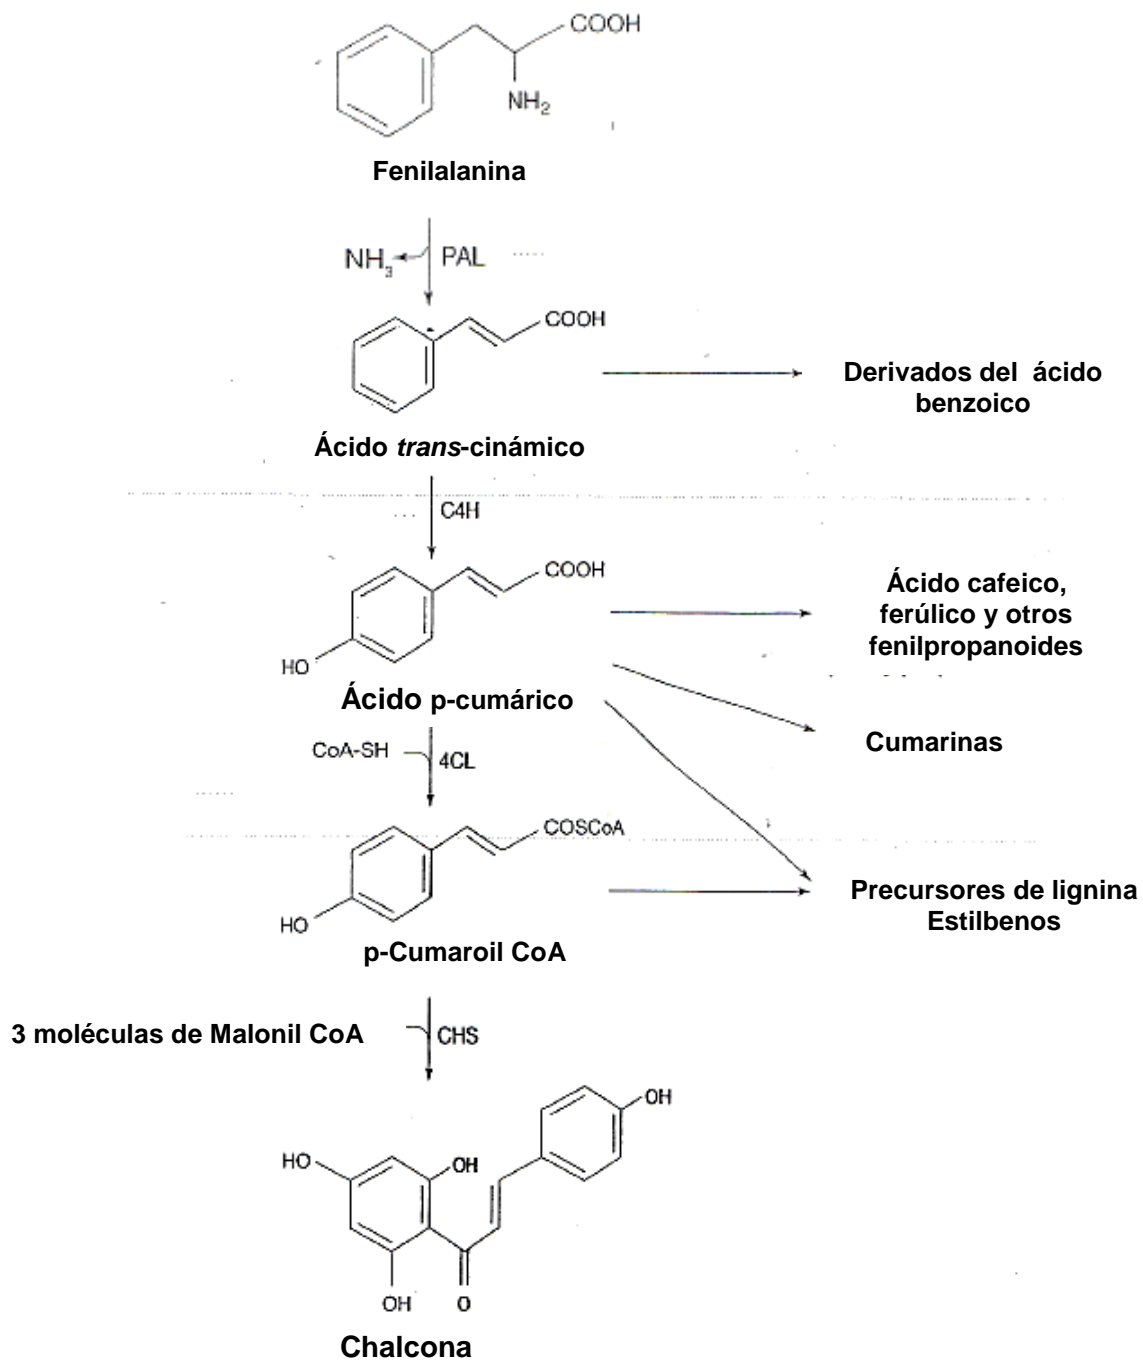 COOH
NH₂
Fenilalanina
NH₃
PAL
COOH
Derivados del ácido
benzoico
Ácido trans-cinámico
C4H
COOH
HO
Ácido cafeico,
ferúlico y otros
fenilpropanoides
Ácido p-cumárico
Cumarinas
CoA-SH
4CL
COSCoA
HO
Precursores de lignina
Estilbenos
p-Cumaroil CoA
3 moléculas de Malonil CoA
CHS
OH
HO
OH
OH
O
Chalcona